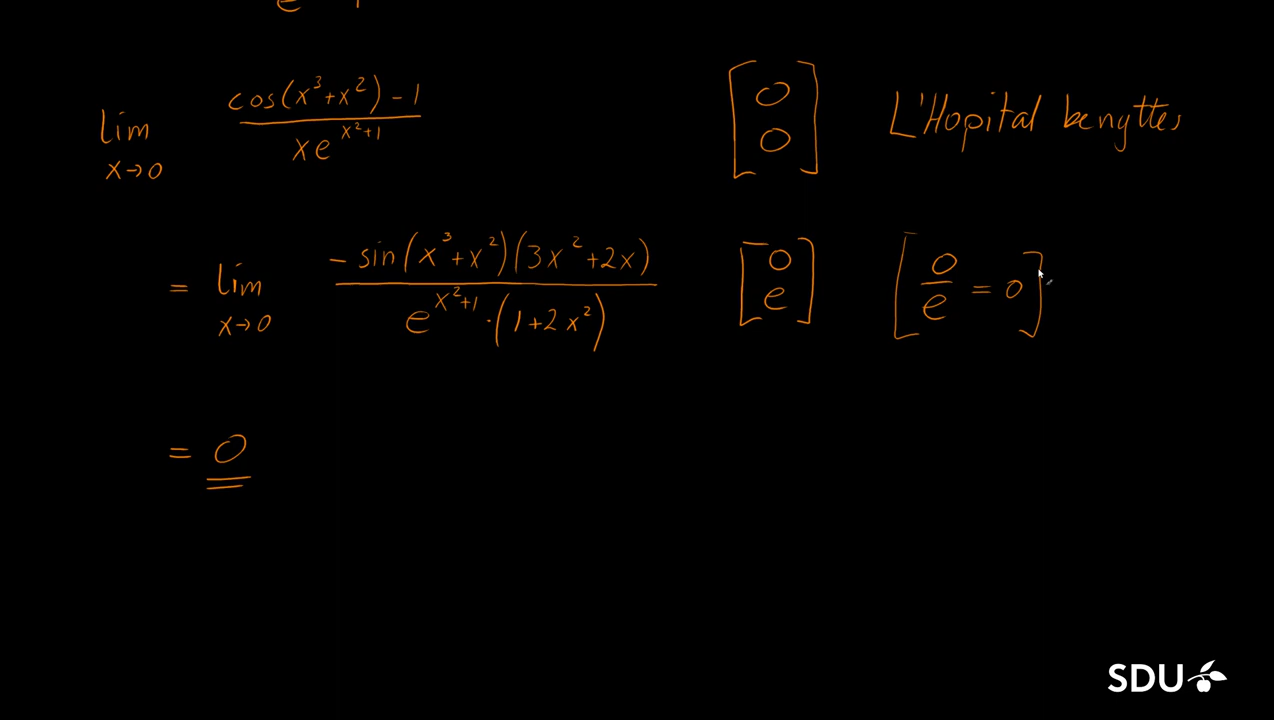 lim x→0 cos(x³+x²)-1 / xe^(x²+1) [0 0] L'Hopital benyttes
= lim x→0 -sin(x³+x²)(3x²+2x) / e^(x²+1)·(1+2x²) [0 e] [0/e = 0]
= 0
SDU